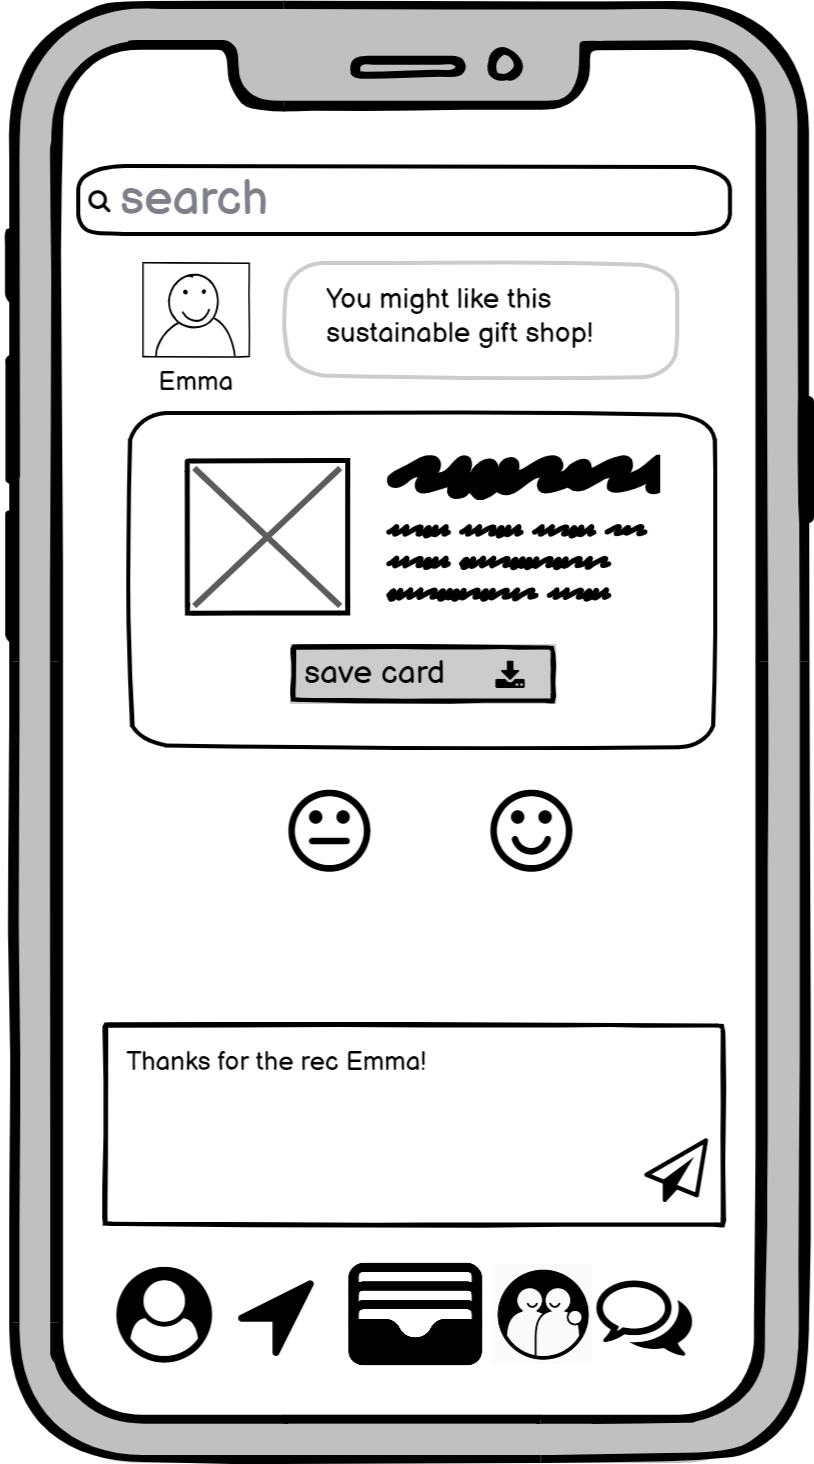 search
You might like this
sustainable gift shop!
Emma
save card
Thanks for the rec Emma!